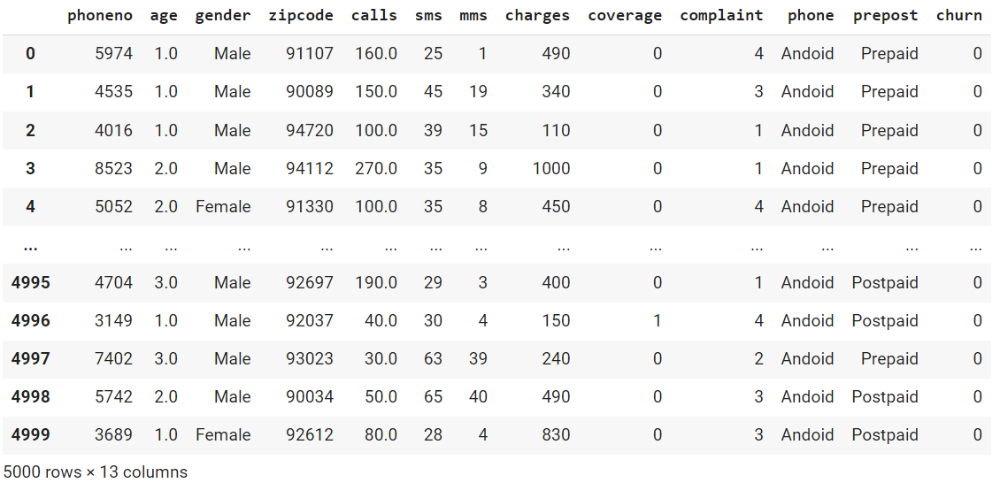 phoneno age gender zipcode calls sms mms charges coverage complaint phone prepost churn
0 5974 1.0 Male 91107 160.0 25 1 490 0 4 Andoid Prepaid 0
1 4535 1.0 Male 90089 150.0 45 19 340 0 3 Andoid Prepaid 0
2 4016 1.0 Male 94720 100.0 39 15 110 0 1 Andoid Prepaid 0
3 8523 2.0 Male 94112 270.0 35 9 1000 0 1 Andoid Prepaid 0
4 5052 2.0 Female 91330 100.0 35 8 450 0 4 Andoid Prepaid 0
... ... ... ... ... ... ... ... ... ... ... ... ... ...
4995 4704 3.0 Male 92697 190.0 29 3 400 0 1 Andoid Postpaid 0
4996 3149 1.0 Male 92037 40.0 30 4 150 1 4 Andoid Postpaid 0
4997 7402 3.0 Male 93023 30.0 63 39 240 0 2 Andoid Prepaid 0
4998 5742 2.0 Male 90034 50.0 65 40 490 0 3 Andoid Postpaid 0
4999 3689 1.0 Female 92612 80.0 28 4 830 0 3 Andoid Postpaid 0
5000 rows × 13 columns